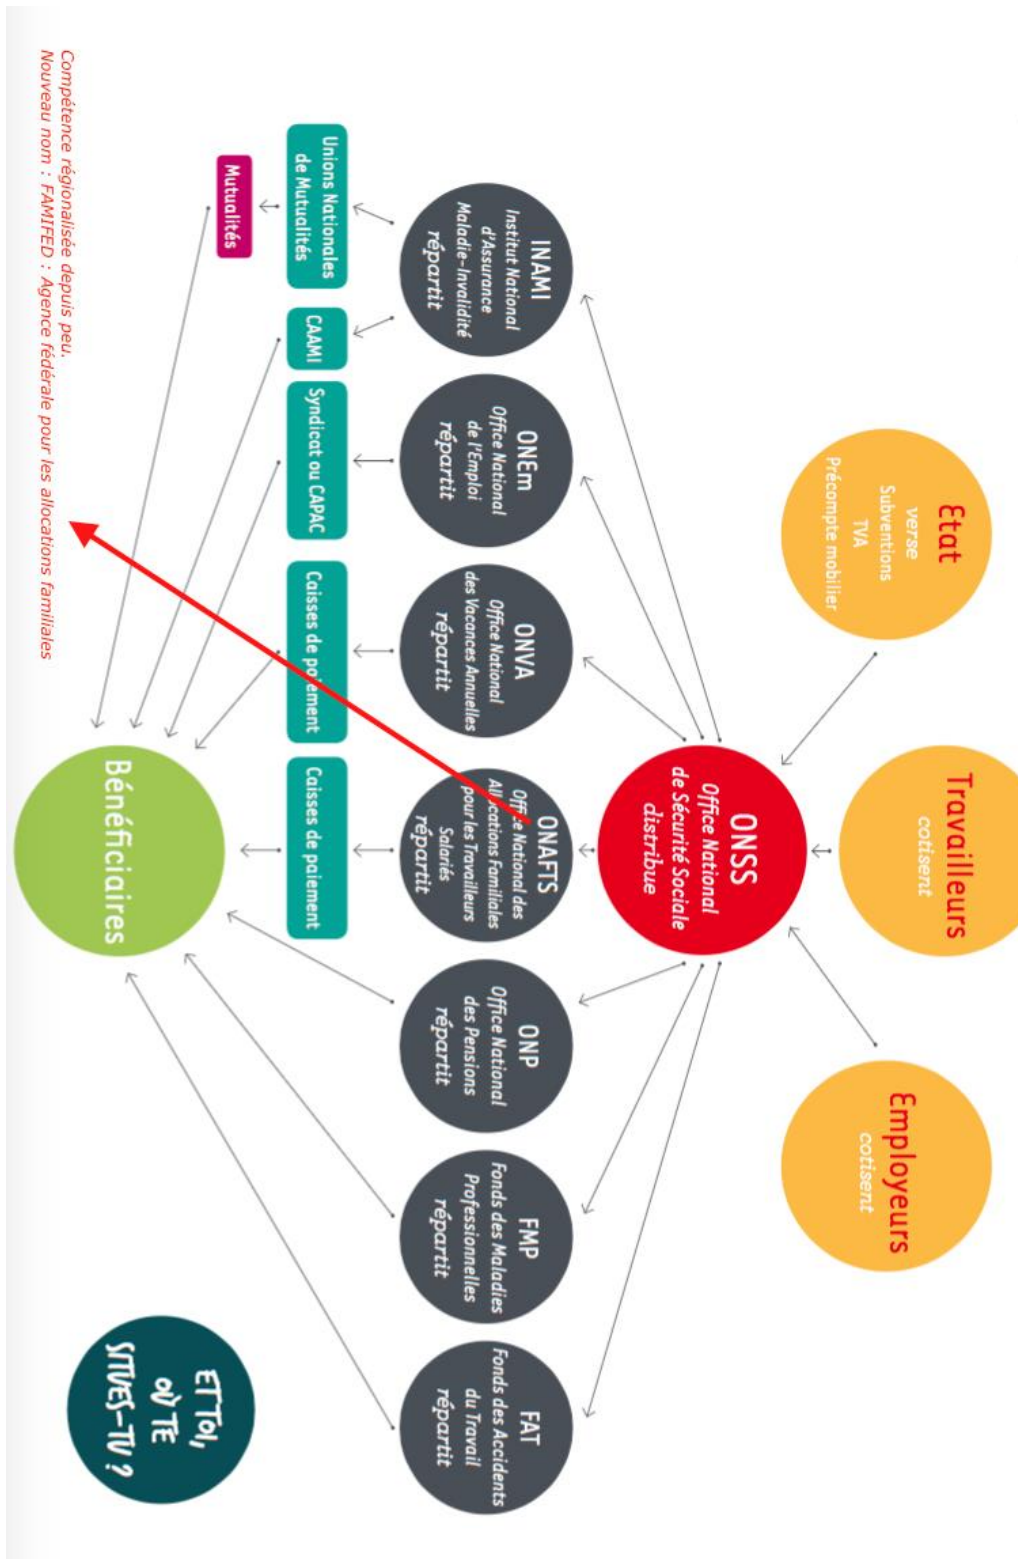 Etat
verse
Subventions
TVA
Précompte mobilier
Travailleurs
cotisent
Employeurs
cotisent
ONSS
Office National
de Sécurité Sociale
distribue
INAMI
Institut National
d'Assurance
Maladie-Invalidité
répartit
ONEm
Office National
de l'Emploi
répartit
ONVA
Office National
des Vacances Annuelles
répartit
ONAFTS
Office National des
Allocations Familiales
pour les Travailleurs
Salariés
répartit
ONP
Office National
des Pensions
répartit
FMP
Fonds des Maladies
Professionnelles
répartit
FAT
Fonds des Accidents
du Travail
répartit
Unions Nationales
de Mutualités
CAAMI
Syndicat ou CAPAC
Caisses de paiement
Caisses de paiement
Mutualités
Bénéficiaires
ET TOI,
OÙ TE
SITUES-TU ?
Compétence régionalisée depuis peu.
Nouveau nom : FAMIFED : Agence fédérale pour les allocations familiales